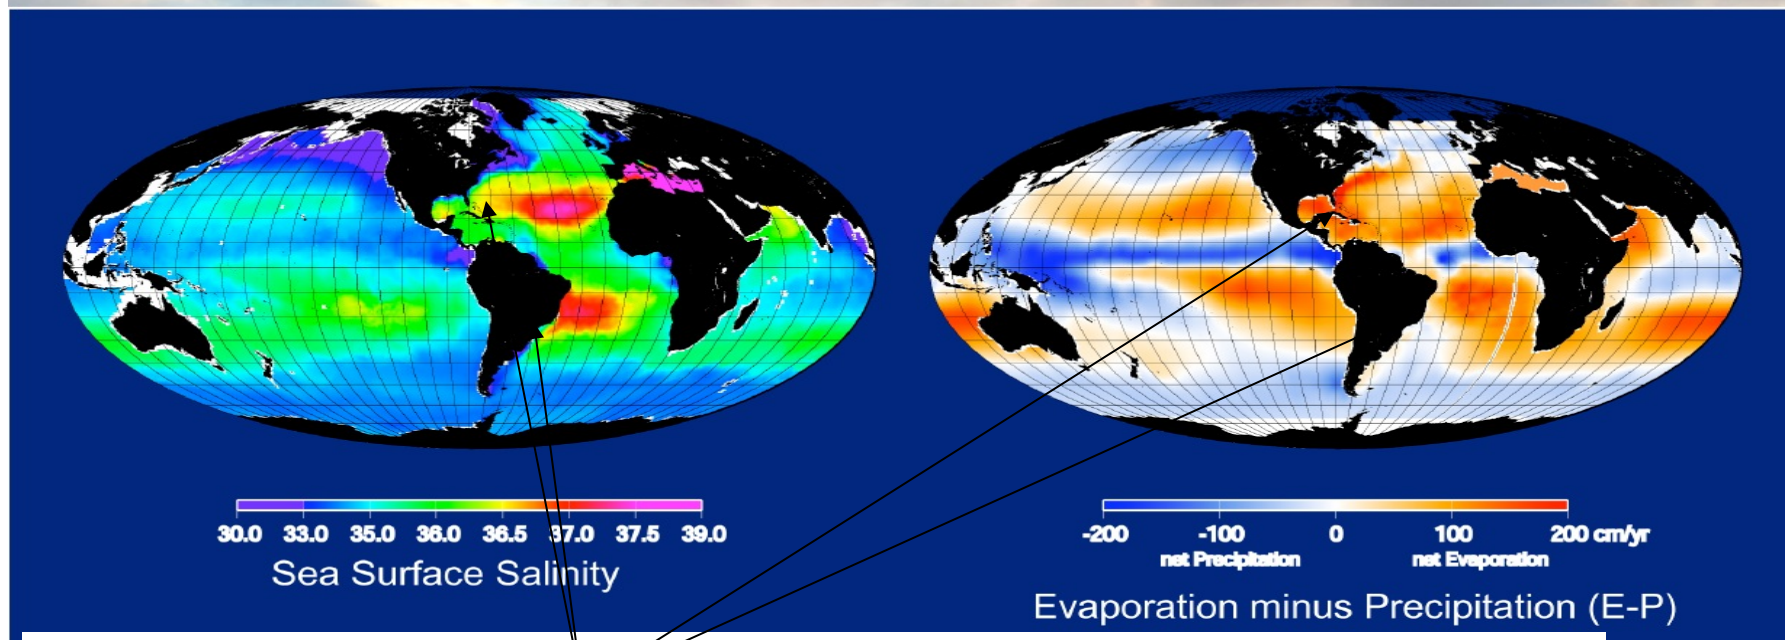 30.0 33.0 35.0 36.0 36.5 37.0 37.5 39.0
Sea Surface Salinity
-200 -100 0 100 200 cm/yr
net Precipitation net Evaporation
Evaporation minus Precipitation (E-P)